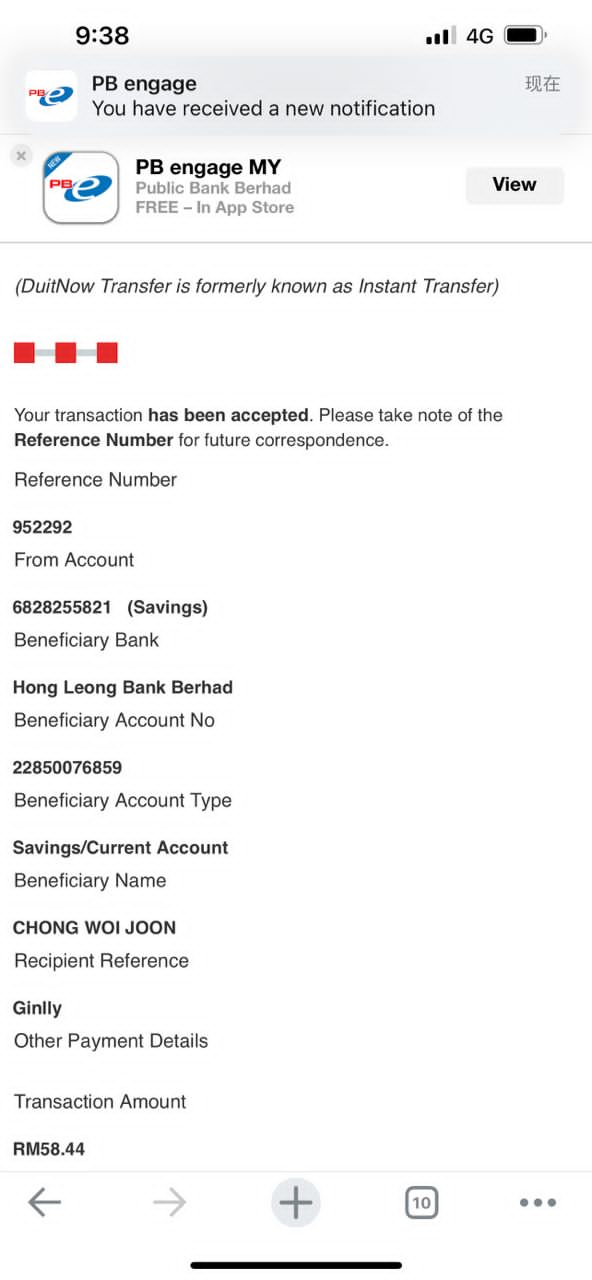 9:38
4G
PB engage
现在
You have received a new notification
NEW
PBe
PB engage MY
Public Bank Berhad
FREE – In App Store
View
(DuitNow Transfer is formerly known as Instant Transfer)
Your transaction has been accepted. Please take note of the
Reference Number for future correspondence.
Reference Number
952292
From Account
6828255821 (Savings)
Beneficiary Bank
Hong Leong Bank Berhad
Beneficiary Account No
22850076859
Beneficiary Account Type
Savings/Current Account
Beneficiary Name
CHONG WOI JOON
Recipient Reference
Ginlly
Other Payment Details
Transaction Amount
RM58.44
10